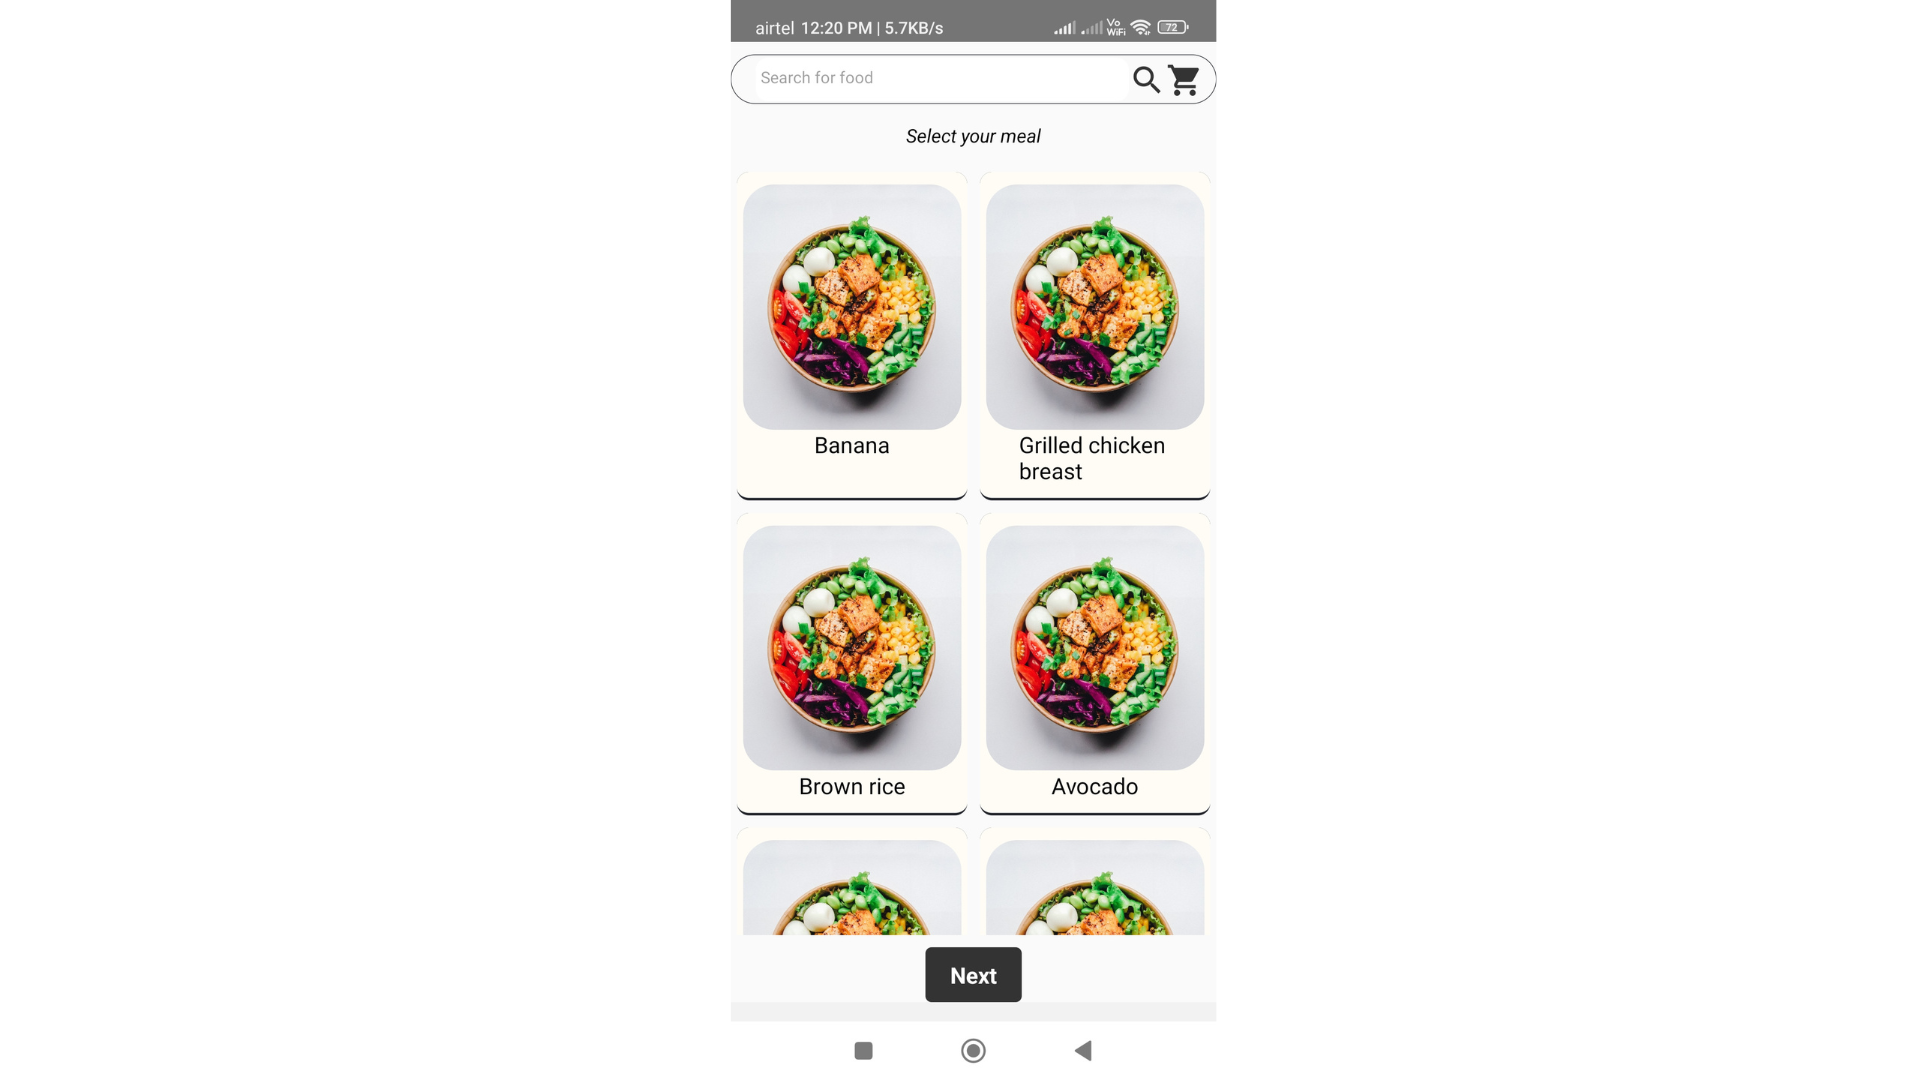 airtel 12:20 PM | 5.7KB/s
Vo
WiFi
72
Search for food
Select your meal
Banana
Grilled chicken
breast
Brown rice
Avocado
Next